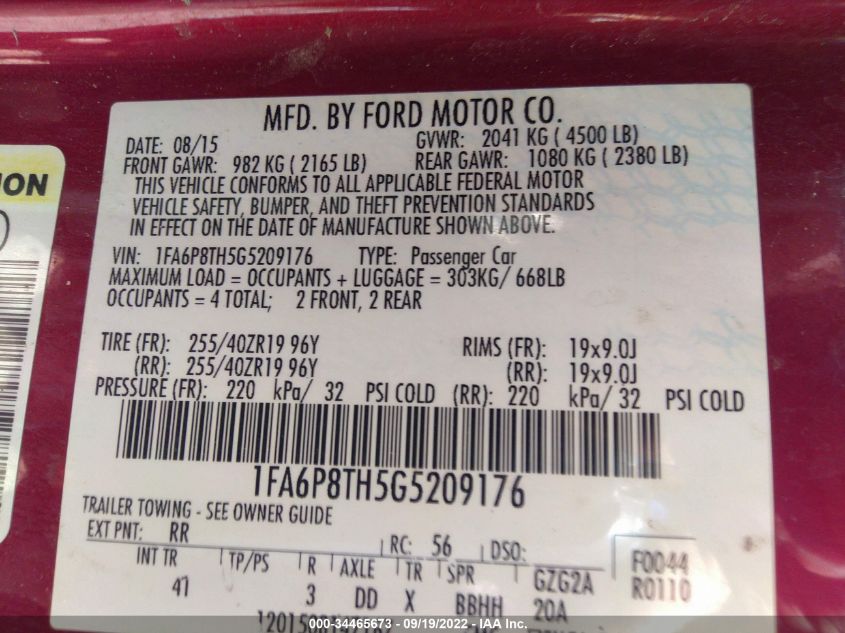 MFD. BY FORD MOTOR CO.
DATE: 08/15 GVWR: 2041 KG ( 4500 LB)
FRONT GAWR: 982 KG ( 2165 LB) REAR GAWR: 1080 KG ( 2380 LB)
THIS VEHICLE CONFORMS TO ALL APPLICABLE FEDERAL MOTOR
VEHICLE SAFETY, BUMPER, AND THEFT PREVENTION STANDARDS
IN EFFECT ON THE DATE OF MANUFACTURE SHOWN ABOVE.
VIN: 1FA6P8TH5G5209176 TYPE: Passenger Car
MAXIMUM LOAD = OCCUPANTS + LUGGAGE = 303KG/ 668LB
OCCUPANTS = 4 TOTAL; 2 FRONT, 2 REAR
TIRE (FR): 255/40ZR19 96Y RIMS (FR): 19x9.0J
(RR): 255/40ZR19 96Y (RR): 19x9.0J
PRESSURE (FR): 220 kPa/ 32 PSI COLD (RR): 220 kPa/ 32 PSI COLD
1FA6P8TH5G5209176
TRAILER TOWING - SEE OWNER GUIDE
EXT PNT: RR RC: 56 DSO: F0044
INT TR TP/PS R AXLE TR SPR GZG2A R0110
41 3 DD X BBHH 20A
000-34465673 - 09/19/2022 - IAA Inc.